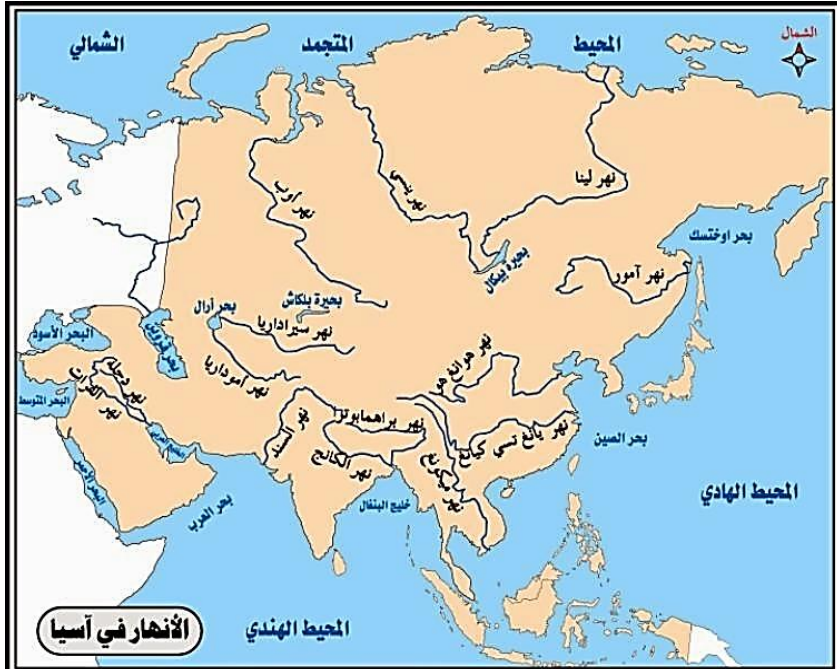 الشمال
المحيط
المتجمد
الشمالي
نهر لينا
نهر ينسي
نهر أوب
بحر اوختسك
بحيرة بيكال
نهر آمور
بحيرة بلكاش
بحر آرال
نهر سيرداريا
بحر قزوين
البحر الأسود
نهر هوانغ هو
نهر أموداريا
نهر دجلة
نهر الفرات
البحر المتوسط
نهر براهمابوترا
نهر السند
نهر يانغ تسي كيانغ
بحر الصين
نهر الكانج
نهر ميكونغ
الخليج العربي
البحر الأحمر
بحر العرب
خليج البنغال
المحيط الهادي
المحيط الهندي
الأنهار في آسيا